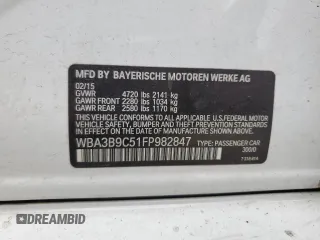 MFD BY BAYERISCHE MOTOREN WERKE AG
02/15
GVWR 4720 lbs 2141 kg
GAWR FRONT 2280 lbs 1034 kg
GAWR REAR 2580 lbs 1170 kg
THIS VEHICLE CONFORMS TO ALL APPLICABLE U.S. FEDERAL MOTOR VEHICLE SAFETY, BUMPER AND THEFT PREVENTION STANDARDS IN EFFECT ON THE DATE OF MANUFACTURE SHOWN ABOVE.
WBA3B9C51FP982847 TYPE: PASSENGER CAR
DREAMBID